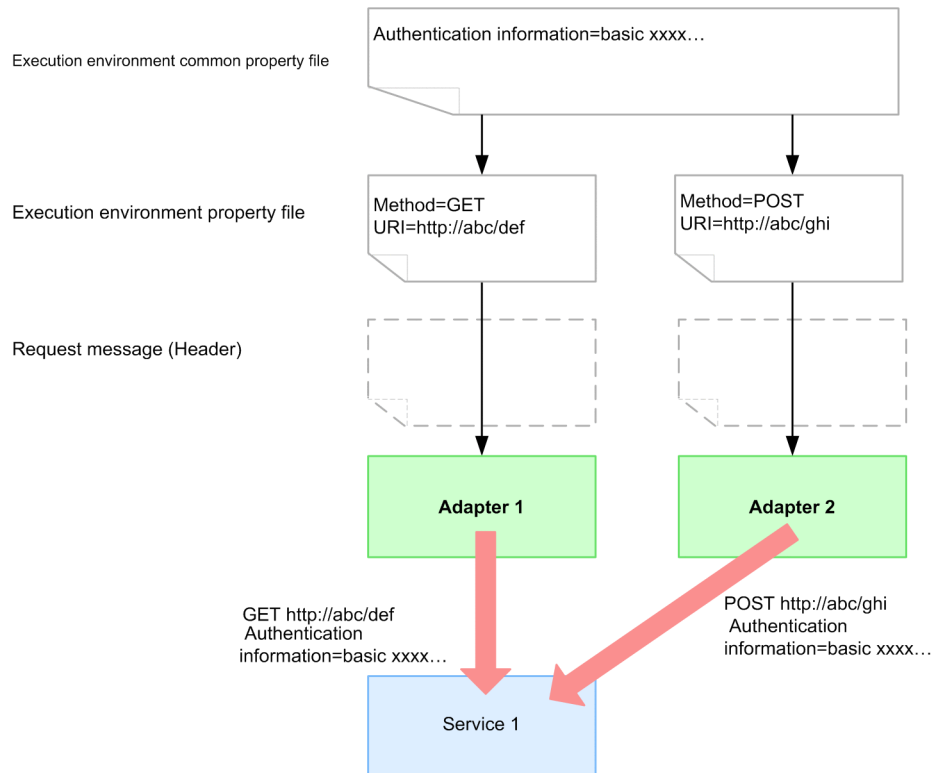 Authentication information=basic xxxx…
Execution environment common property file
Method=GET
URI=http://abc/def
Method=POST
URI=http://abc/ghi
Execution environment property file
Request message (Header)
Adapter 1
Adapter 2
GET http://abc/def
Authentication
information=basic xxxx…
POST http://abc/ghi
Authentication
information=basic xxxx…
Service 1